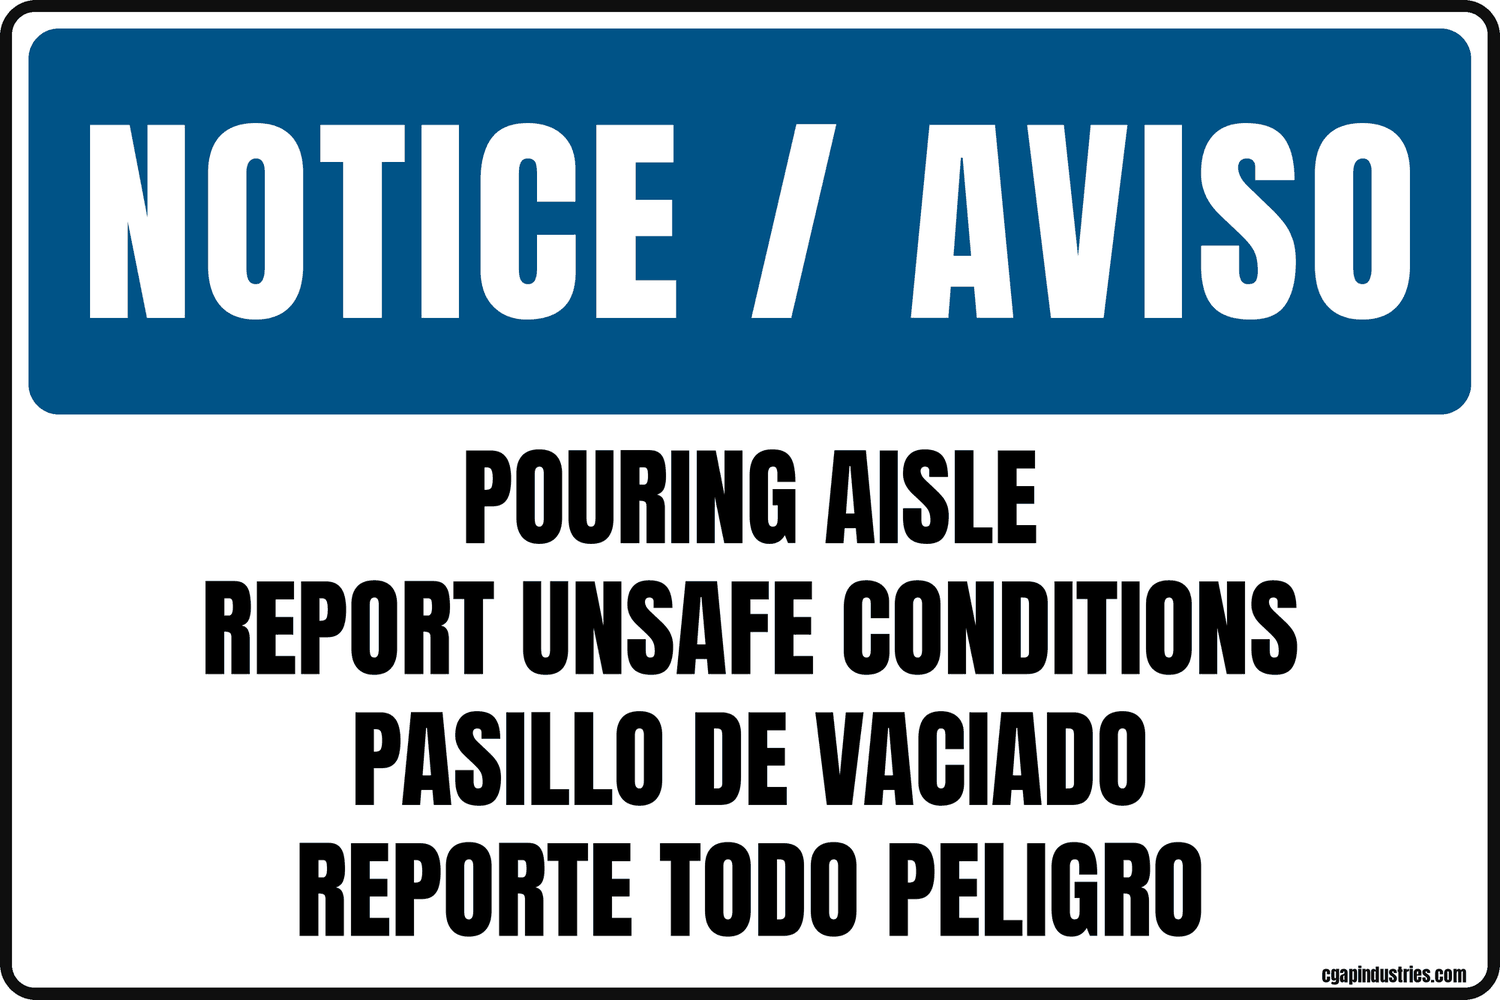 NOTICE / AVISO
POURING AISLE
REPORT UNSAFE CONDITIONS
PASILLO DE VACIADO
REPORTE TODO PELIGRO
cgapindustries.com